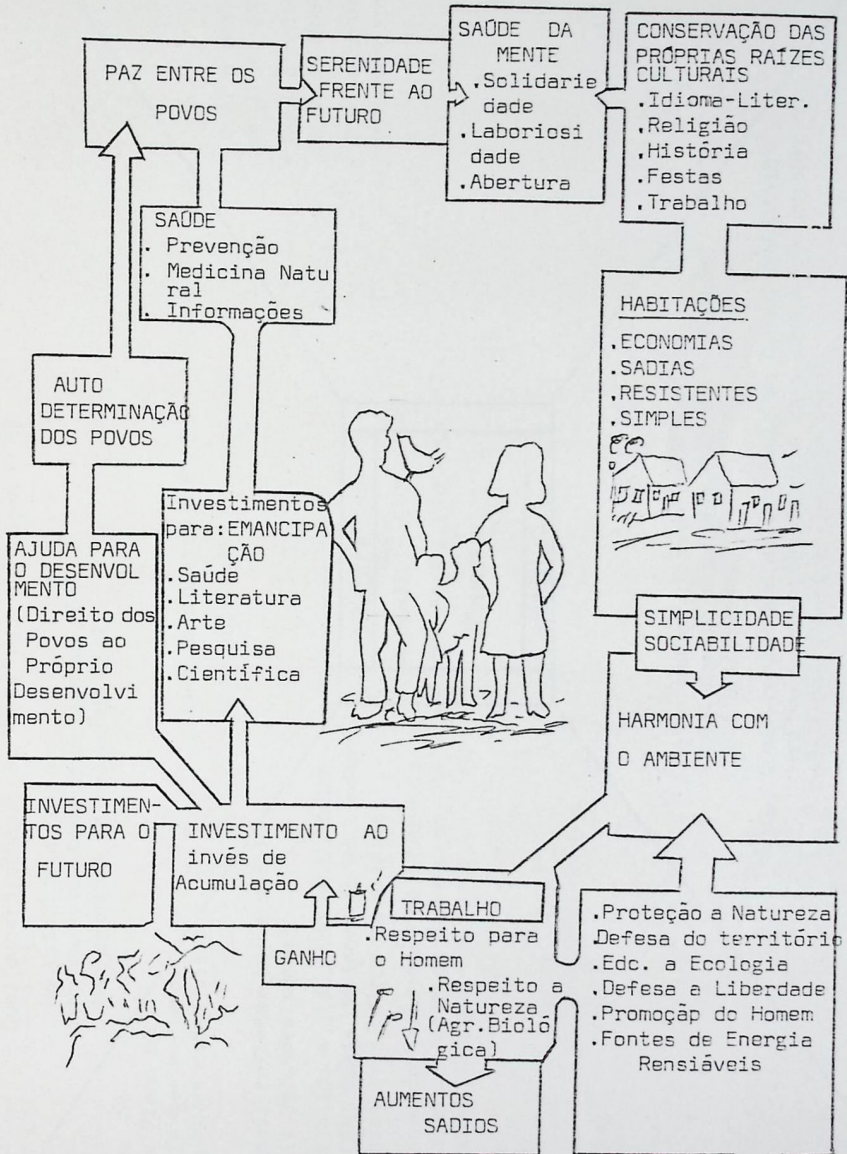 PAZ ENTRE OS
POVOS
SERENIDADE
.FRENTE AO
FUTURO
SAÚDE DA
MENTE
.Solidarie
dade
.Laboriosi
dade
.Abertura
CONSERVAÇÃO DAS
PRÓPRIAS RAÍZES
CULTURAIS
.Idioma-Liter.
.Religião
.História
.Festas
.Trabalho
SAÚDE
. Prevenção
. Medicina Natu
ral
. Informações
HABITAÇÕES
.ECONOMIAS
.SADIAS
.RESISTENTES
.SIMPLES
AUTO
DETERMINAÇÃO
DOS POVOS
Investimentos
para:EMANCIPA
ÇÃO
.Saúde
.Literatura
.Arte
.Pesquisa
.Científica
AJUDA PARA
O DESENVOL
MENTO
(Direito dos
Povos ao
Próprio
Desenvolvi
mento)
SIMPLICIDADE
SOCIABILIDADE
HARMONIA COM
O AMBIENTE
INVESTIMEN-
TOS PARA O
FUTURO
INVESTIMENTO AO
invés de
Acumulação
GANHO
TRABALHO
.Respeito para
o Homem
.Respeito a
Natureza
(Agr.Bioló
gica)
AUMENTOS
SADIOS
.Proteção a Natureza
.Defesa do território
.Edc. a Ecologia
.Defesa a Liberdade
.Promoção do Homem
.Fontes de Energia
Rensiáveis